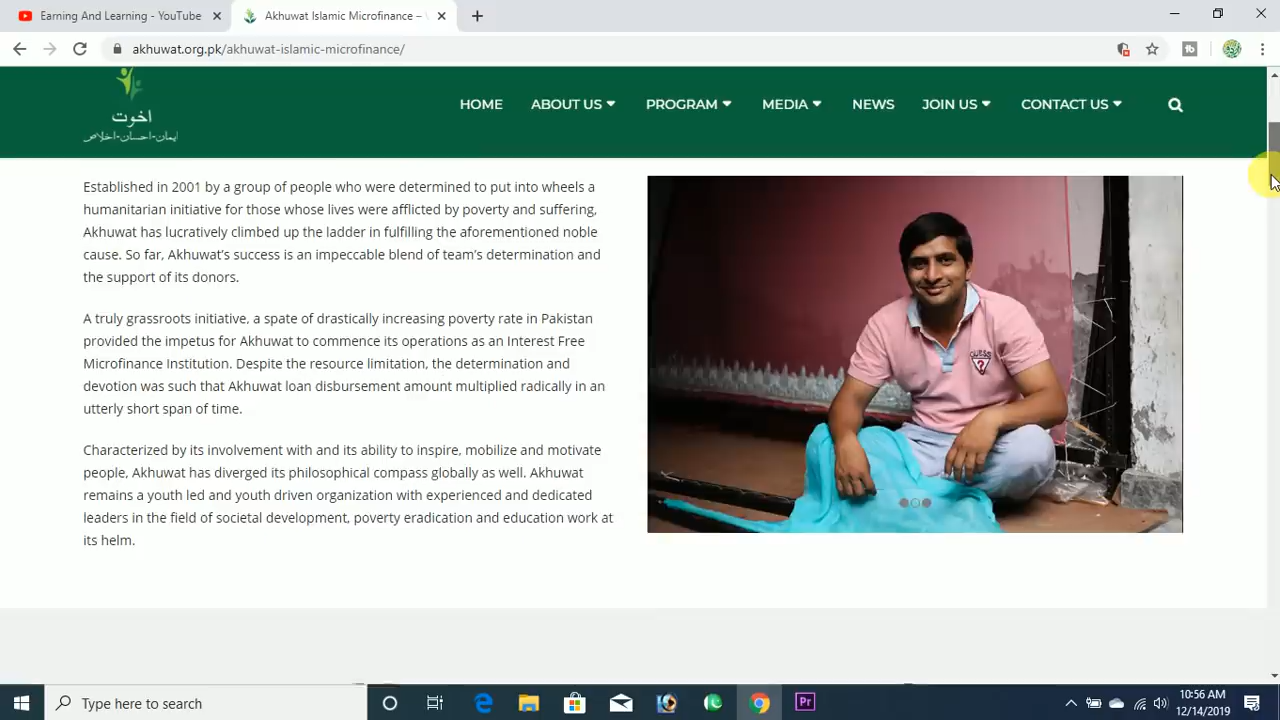 Earning And Learning - YouTube
Akhuwat Islamic Microfinance –
akhuwat.org.pk/akhuwat-islamic-microfinance/
اخوت
ایمان-احسان-اخلاص
HOME
ABOUT US
PROGRAM
MEDIA
NEWS
JOIN US
CONTACT US
Established in 2001 by a group of people who were determined to put into wheels a
humanitarian initiative for those whose lives were afflicted by poverty and suffering,
Akhuwat has lucratively climbed up the ladder in fulfilling the aforementioned noble
cause. So far, Akhuwat’s success is an impeccable blend of team’s determination and
the support of its donors.
A truly grassroots initiative, a spate of drastically increasing poverty rate in Pakistan
provided the impetus for Akhuwat to commence its operations as an Interest Free
Microfinance Institution. Despite the resource limitation, the determination and
devotion was such that Akhuwat loan disbursement amount multiplied radically in an
utterly short span of time.
Characterized by its involvement with and its ability to inspire, mobilize and motivate
people, Akhuwat has diverged its philosophical compass globally as well. Akhuwat
remains a youth led and youth driven organization with experienced and dedicated
leaders in the field of societal development, poverty eradication and education work at
its helm.
GUESS
?
Type here to search
Pr
10:56 AM
12/14/2019